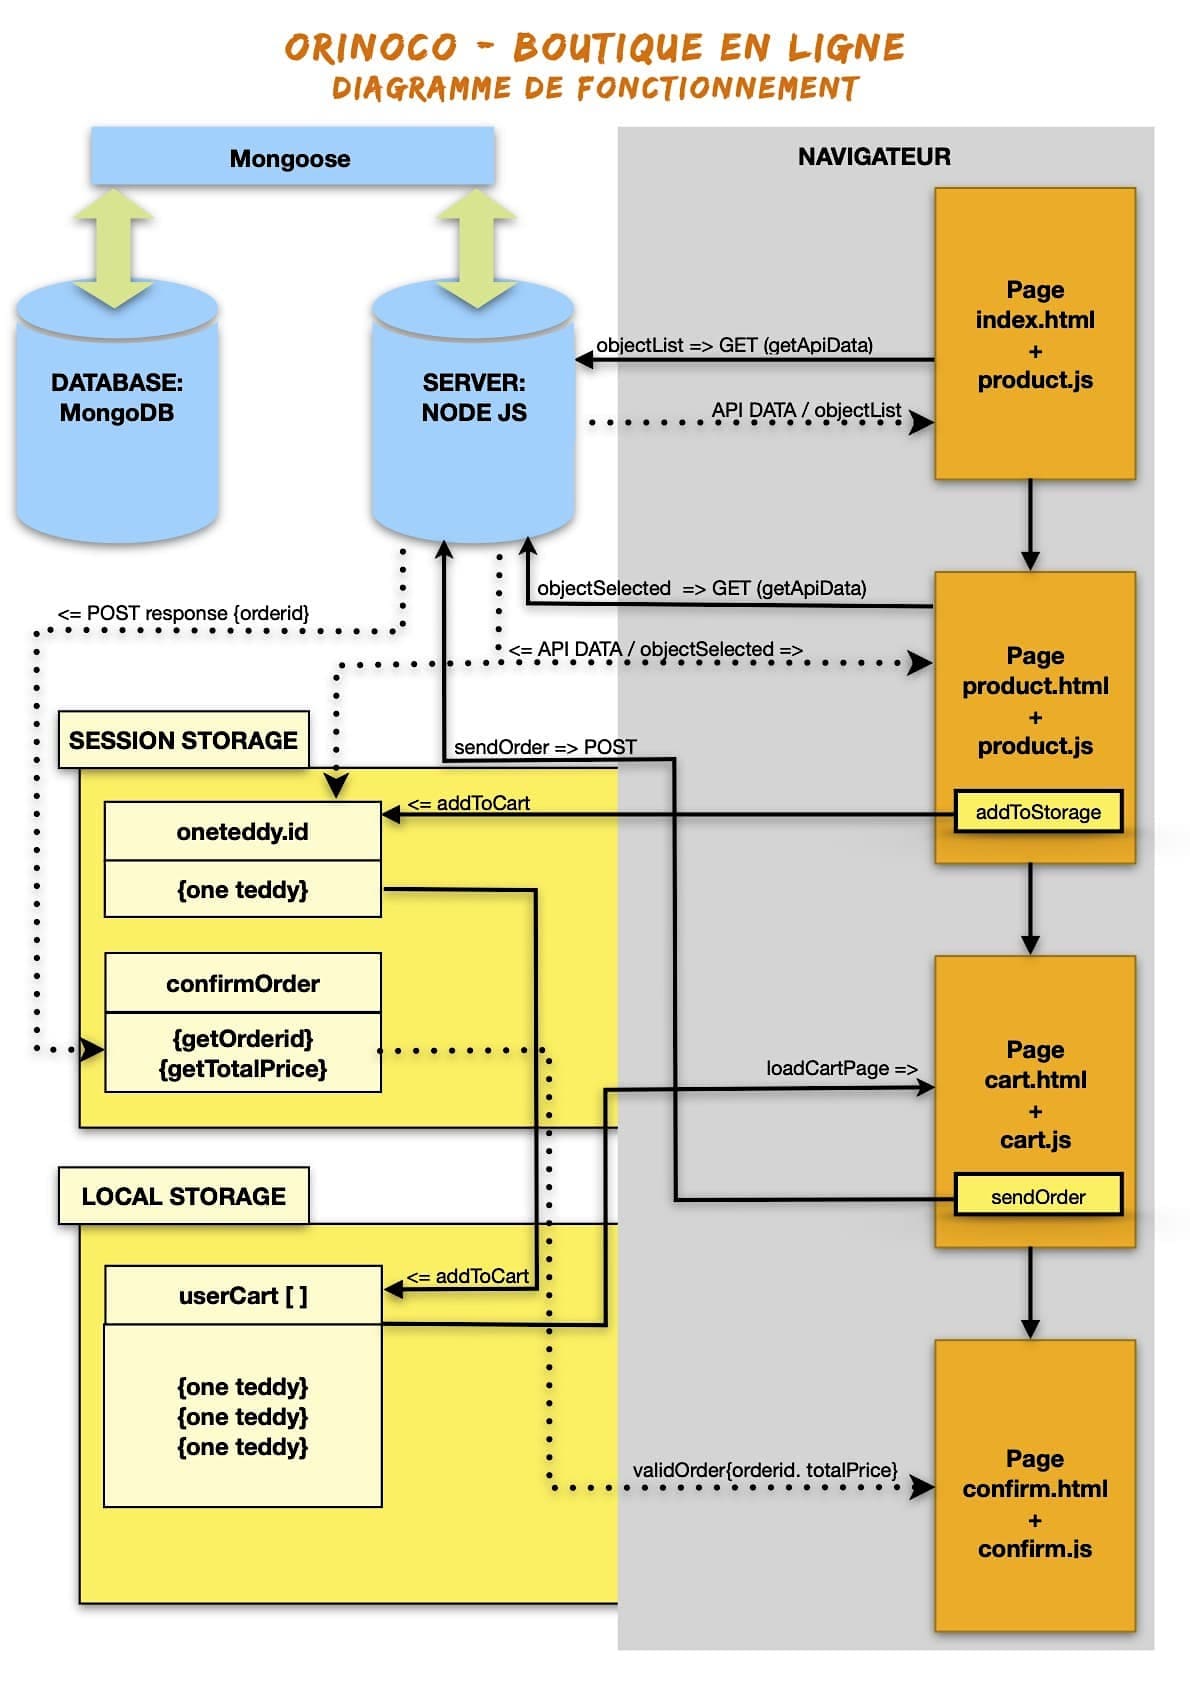 ORINOCO - BOUTIQUE EN LIGNE
DIAGRAMME DE FONCTIONNEMENT
Mongoose
NAVIGATEUR
Page
index.html
+
product.js
objectList => GET (getApiData)
DATABASE:
MongoDB
SERVER:
NODE JS
API DATA / objectList
objectSelected => GET (getApiData)
<= POST response {orderid}
<= API DATA / objectSelected =>
Page
product.html
+
product.js
SESSION STORAGE
sendOrder => POST
<= addToCart
addToStorage
oneteddy.id
{one teddy}
confirmOrder
{getOrderid}
{getTotalPrice}
loadCartPage =>
Page
cart.html
+
cart.js
sendOrder
LOCAL STORAGE
<= addToCart
userCart [ ]
{one teddy}
{one teddy}
{one teddy}
validOrder{orderid. totalPrice}
Page
confirm.html
+
confirm.js